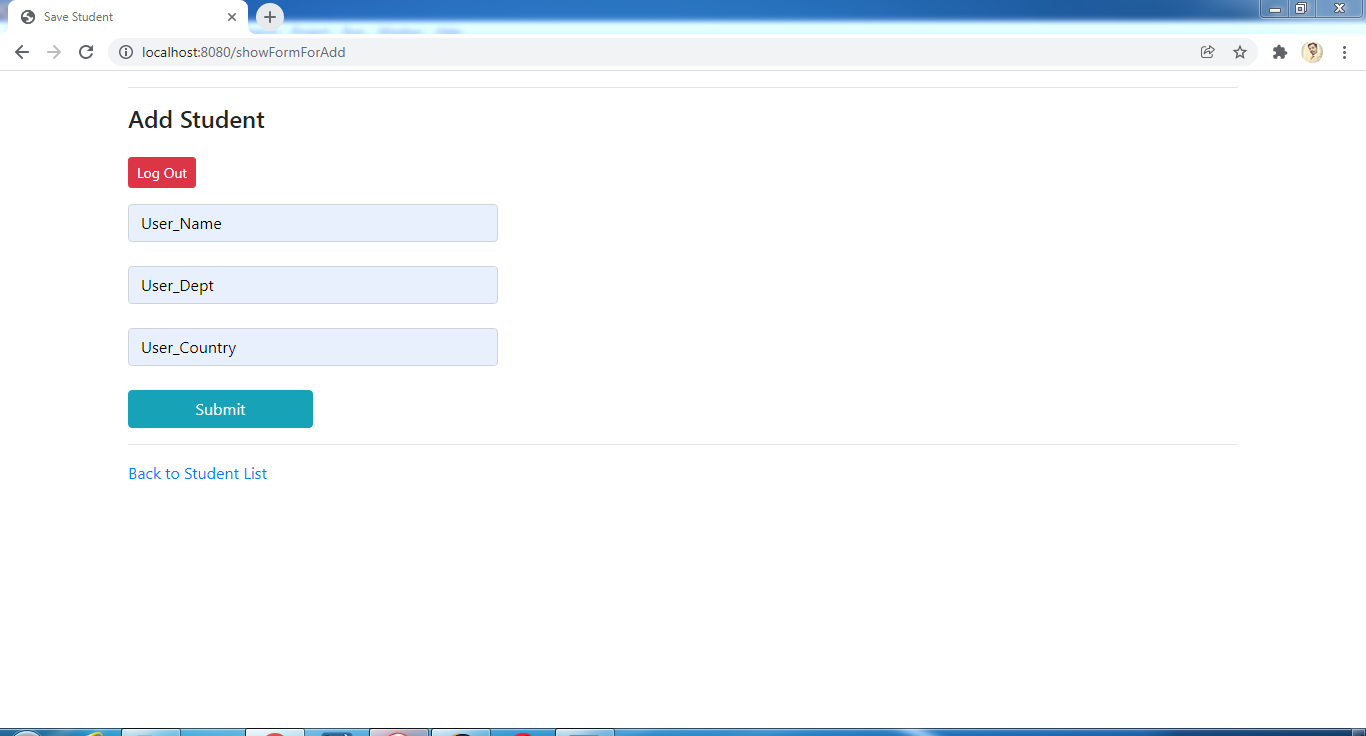 Save Student
localhost:8080/showFormForAdd
Add Student
Log Out
User_Name
User_Dept
User_Country
Submit
Back to Student List